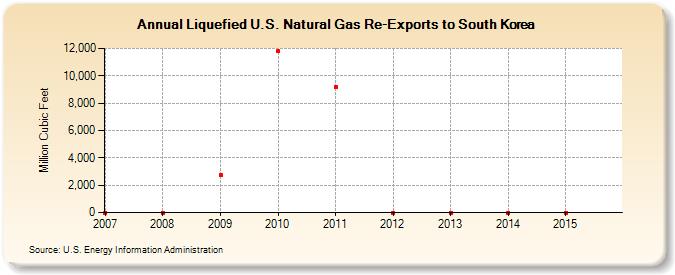 Annual Liquefied U.S. Natural Gas Re-Exports to South Korea
Million Cubic Feet
12,000
10,000
8,000
6,000
4,000
2,000
0
2007 2008 2009 2010 2011 2012 2013 2014 2015
Source: U.S. Energy Information Administration